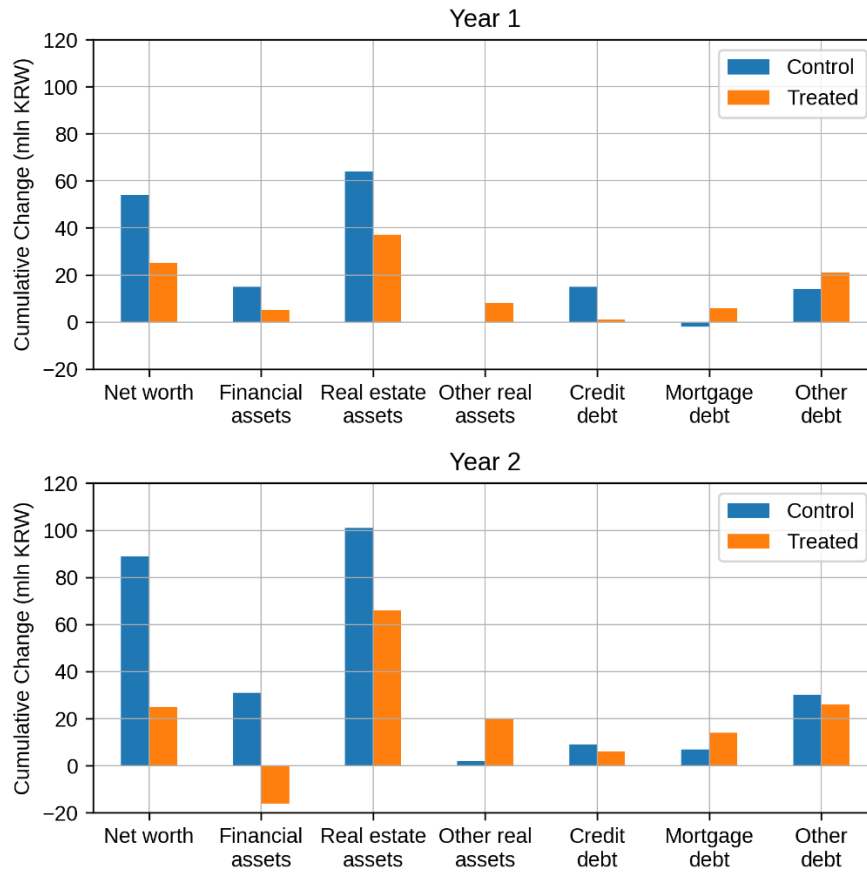 Year 1
Cumulative Change (mln KRW)
120
100
80
60
40
20
0
−20
Control
Treated
Net worth
Financial
assets
Real estate
assets
Other real
assets
Credit
debt
Mortgage
debt
Other
debt
Year 2
Cumulative Change (mln KRW)
120
100
80
60
40
20
0
−20
Control
Treated
Net worth
Financial
assets
Real estate
assets
Other real
assets
Credit
debt
Mortgage
debt
Other
debt